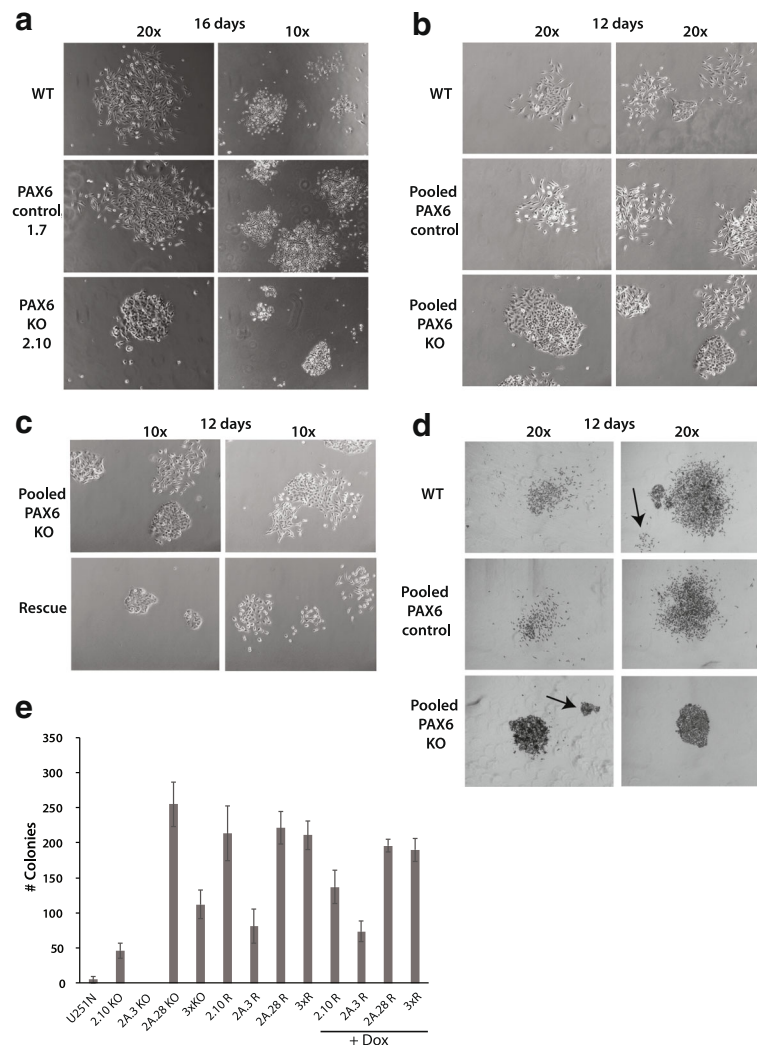 a
16 days
20x
10x
WT
PAX6
control
1.7
PAX6
KO
2.10
b
12 days
20x
20x
WT
Pooled
PAX6
control
Pooled
PAX6
KO
c
12 days
10x
10x
Pooled
PAX6
KO
Rescue
d
12 days
20x
20x
WT
Pooled
PAX6
control
Pooled
PAX6
KO
e
# Colonies
350
300
250
200
150
100
50
0
U251N
2.10 KO
2A.3 KO
2A.28 KO
3xKO
2.10 R
2A.3 R
2A.28 R
3xR
2.10 R
2A.3 R
2A.28 R
3xR
+ Dox